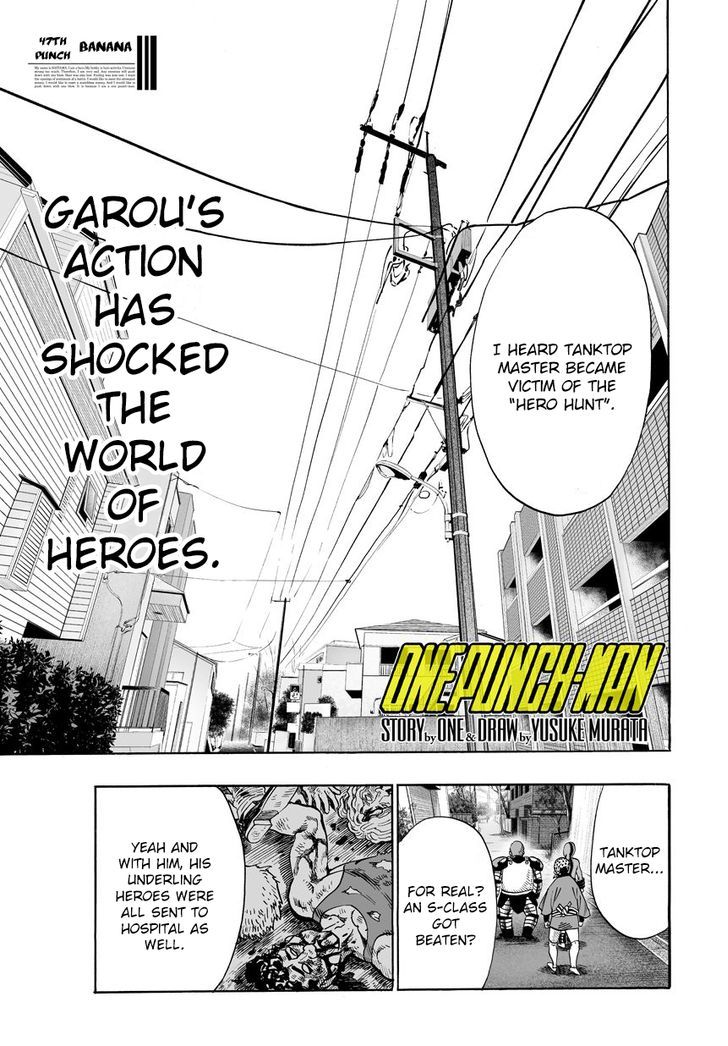 47TH
PUNCH
BANANA
GAROU'S
ACTION
HAS
SHOCKED
THE
WORLD
OF
HEROES.
I HEARD TANKTOP
MASTER BECAME
VICTIM OF THE
"HERO HUNT".
ONEPUNCH-MAN
STORY by ONE & DRAW by YUSUKE MURATA
TANKTOP
MASTER...
FOR REAL?
AN S-CLASS
GOT
BEATEN?
YEAH AND
WITH HIM, HIS
UNDERLING
HEROES WERE
ALL SENT TO
HOSPITAL AS
WELL.